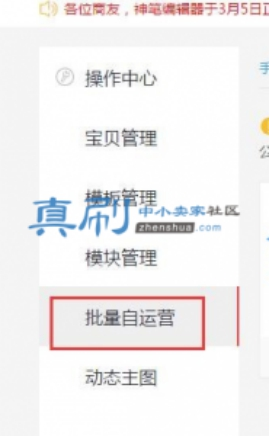 各位商友，神笔编辑器于3月5日正
操作中心
宝贝管理
模板管理
真刷 中小卖家社区
zhenshua.com
模块管理
批量自运营
动态主图